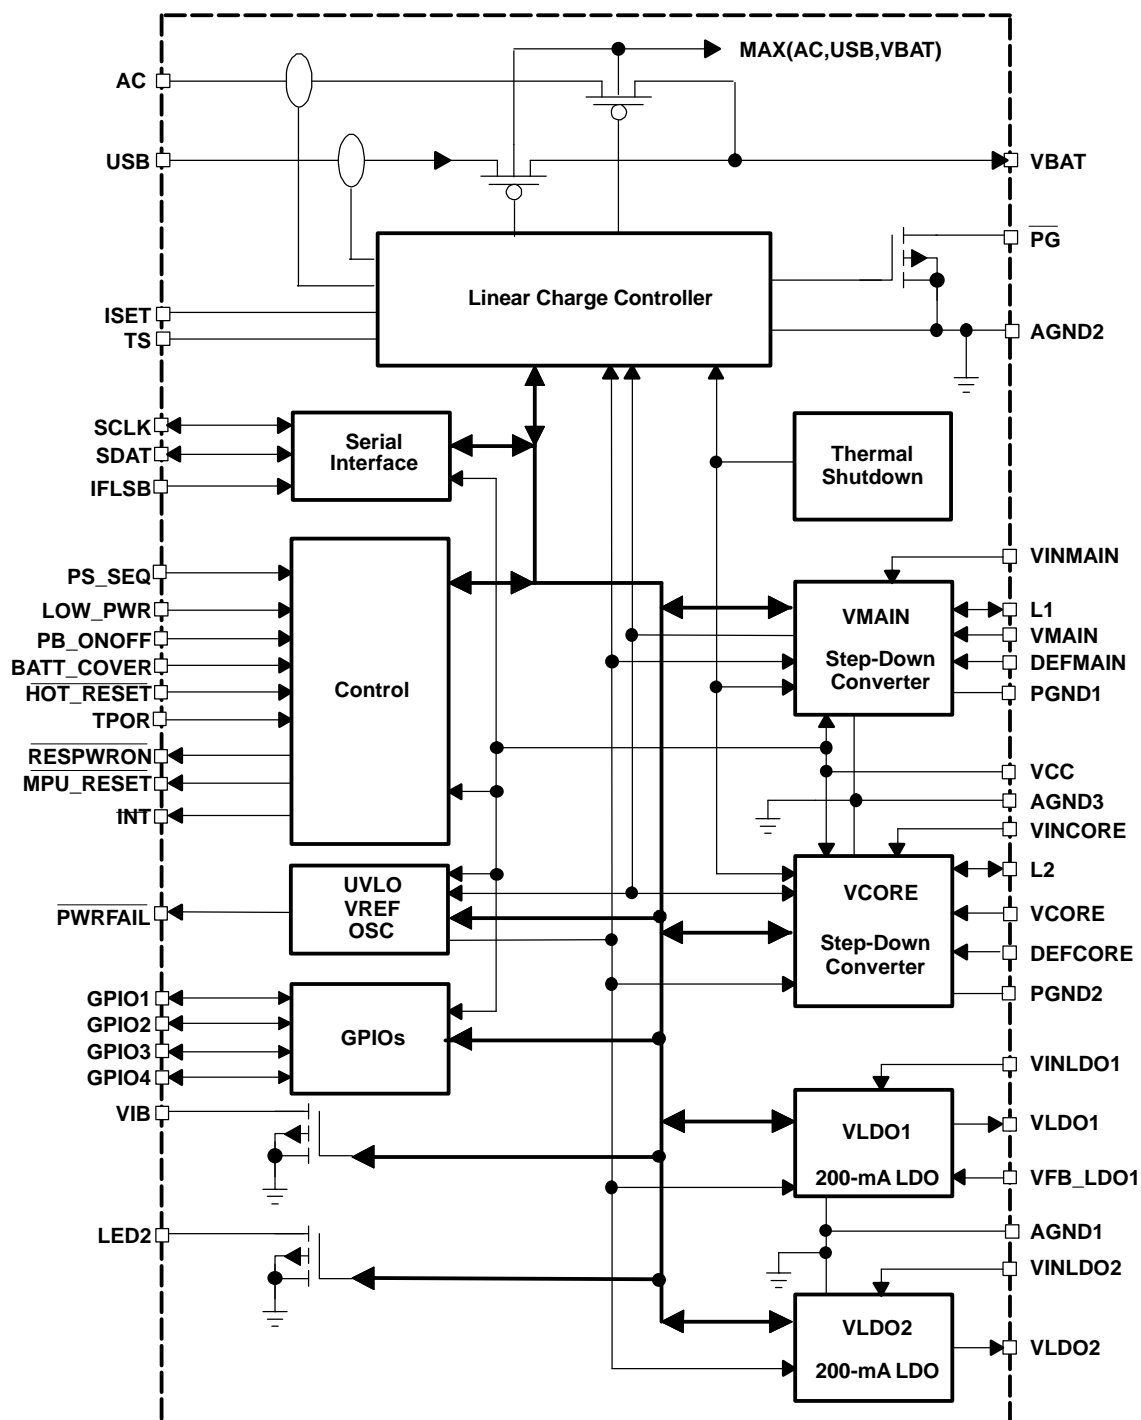 MAX(AC,USB,VBAT)
AC
USB
VBAT
PG
Linear Charge Controller
ISET
TS
AGND2
SCLK
SDAT
IFLSB
Serial
Interface
Thermal
Shutdown
PS_SEQ
LOW_PWR
PB_ONOFF
BATT_COVER
HOT_RESET
TPOR
RESPWRON
MPU_RESET
INT
Control
VINMAIN
L1
VMAIN
DEFMAIN
PGND1
VMAIN
Step-Down
Converter
VCC
AGND3
VINCORE
L2
VCORE
DEFCORE
PGND2
VCORE
Step-Down
Converter
PWRFAIL
UVLO
VREF
OSC
GPIO1
GPIO2
GPIO3
GPIO4
GPIOs
VIB
LED2
VINLDO1
VLDO1
VFB_LDO1
AGND1
VLDO1
200-mA LDO
VINLDO2
VLDO2
VLDO2
200-mA LDO